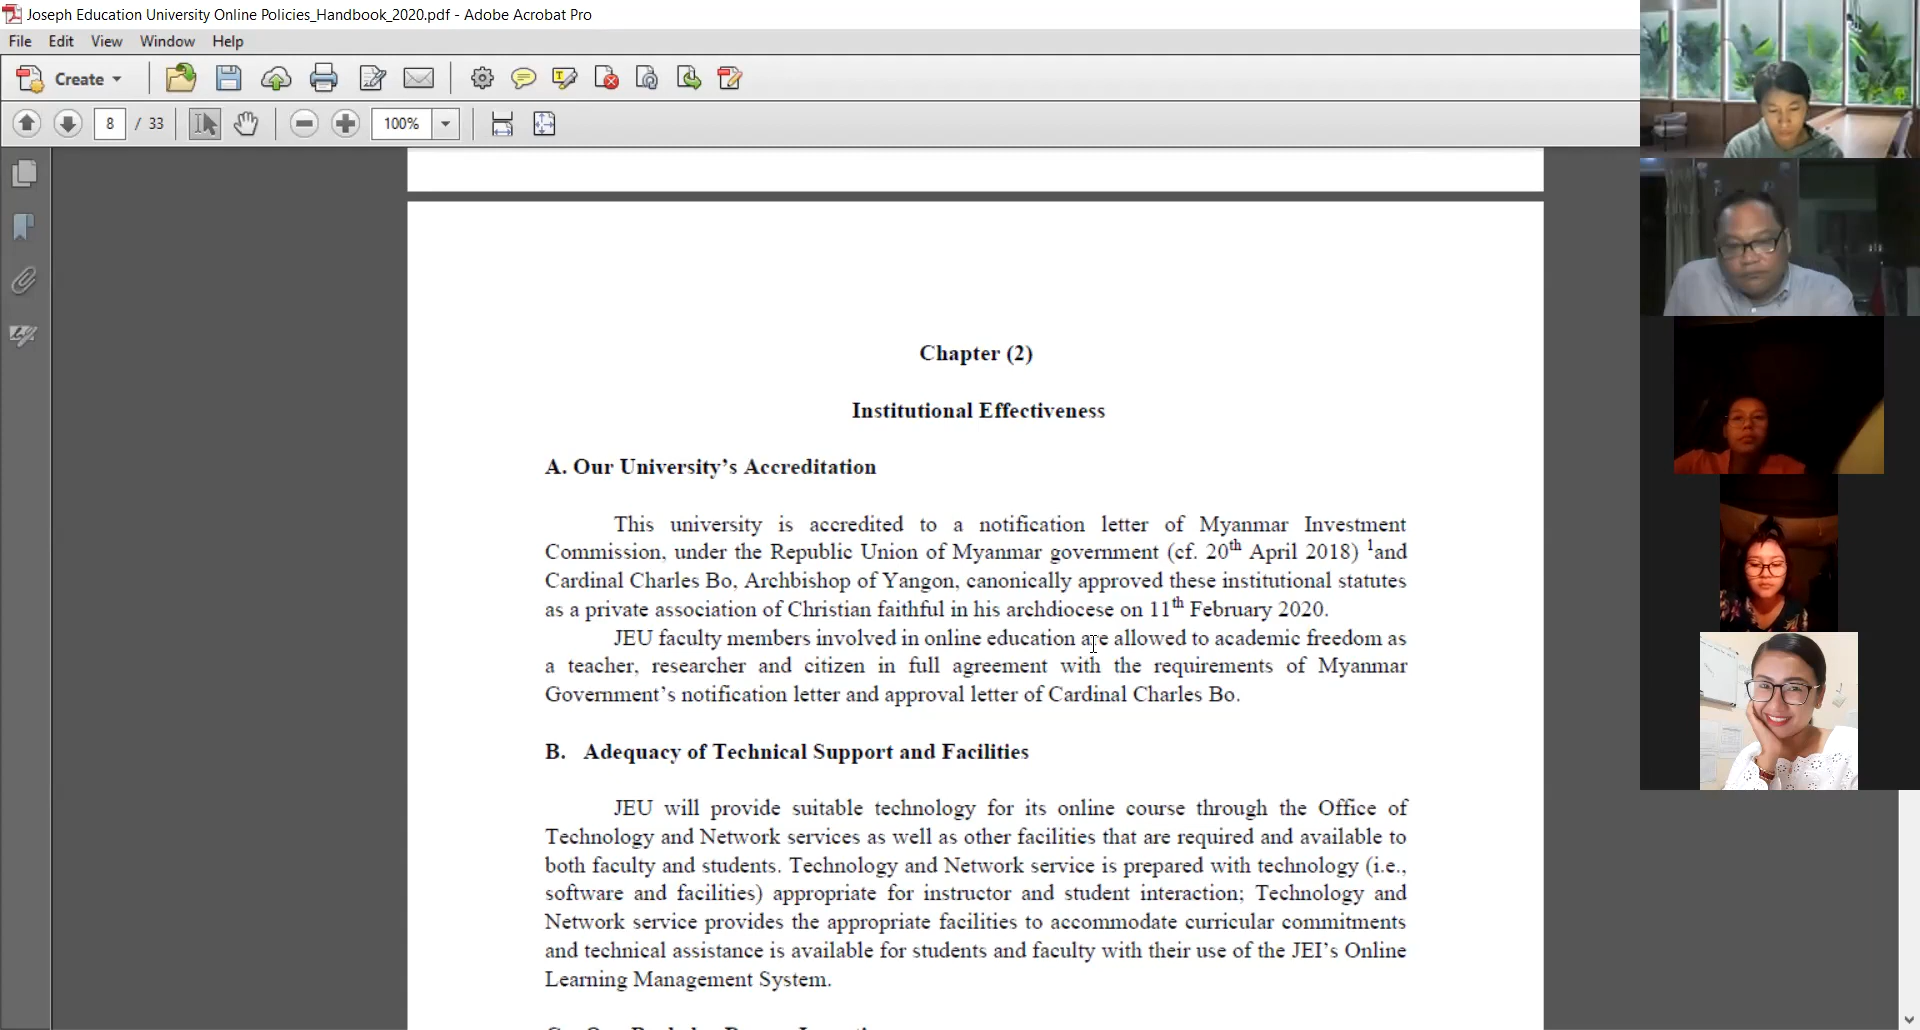 Joseph Education University Online Policies_Handbook_2020.pdf - Adobe Acrobat Pro
File Edit View Window Help
Create
8 / 33 100%
Chapter (2)
Institutional Effectiveness
A. Our University’s Accreditation
This university is accredited to a notification letter of Myanmar Investment
Commission, under the Republic Union of Myanmar government (cf. 20th April 2018) 1and
Cardinal Charles Bo, Archbishop of Yangon, canonically approved these institutional statutes
as a private association of Christian faithful in his archdiocese on 11th February 2020.
JEU faculty members involved in online education are allowed to academic freedom as
a teacher, researcher and citizen in full agreement with the requirements of Myanmar
Government’s notification letter and approval letter of Cardinal Charles Bo.
B. Adequacy of Technical Support and Facilities
JEU will provide suitable technology for its online course through the Office of
Technology and Network services as well as other facilities that are required and available to
both faculty and students. Technology and Network service is prepared with technology (i.e.,
software and facilities) appropriate for instructor and student interaction; Technology and
Network service provides the appropriate facilities to accommodate curricular commitments
and technical assistance is available for students and faculty with their use of the JEI’s Online
Learning Management System.